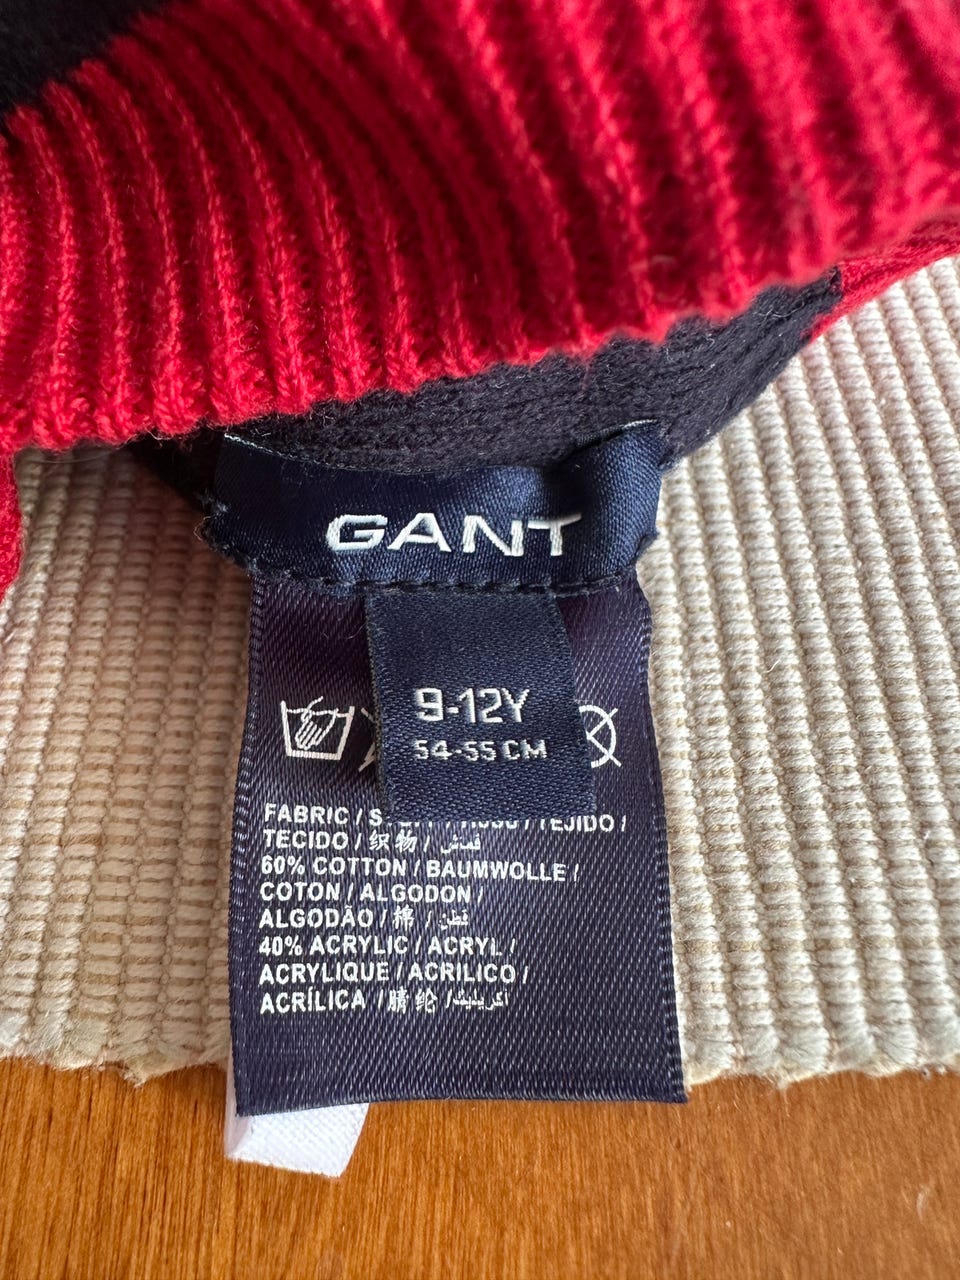 GANT
9-12Y
54-55 CM
FABRIC / / TEJIDO /
TECIDO / 织物 / قماش
60% COTTON / BAUMWOLLE /
COTON / ALGODON /
ALGODÃO / 棉 / قطن
40% ACRYLIC / ACRYL /
ACRYLIQUE / ACRILICO /
ACRÍLICA / 腈纶 /